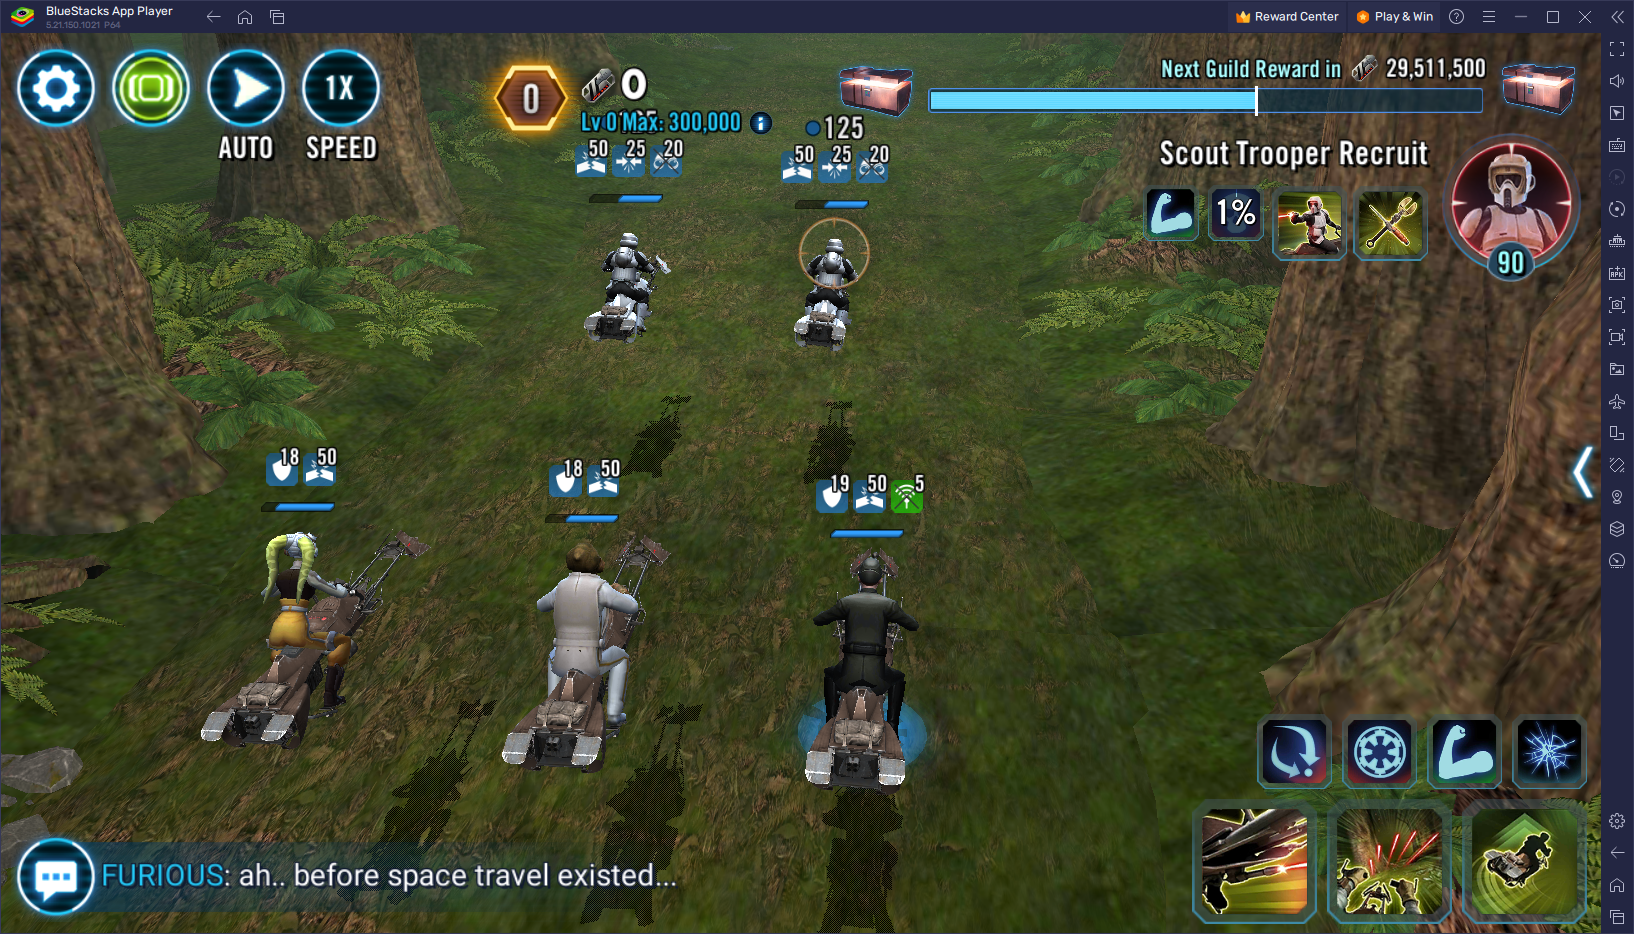 BlueStacks App Player
5.21.150.1021 P64
Reward Center
Play & Win
AUTO
1X
SPEED
0
0
Lv 0 Max: 300,000
125
50 25 20
50 25 20
Next Guild Reward in 29,511,500
Scout Trooper Recruit
1%
90
18 50
18 50
19 50 5
FURIOUS: ah.. before space travel existed...